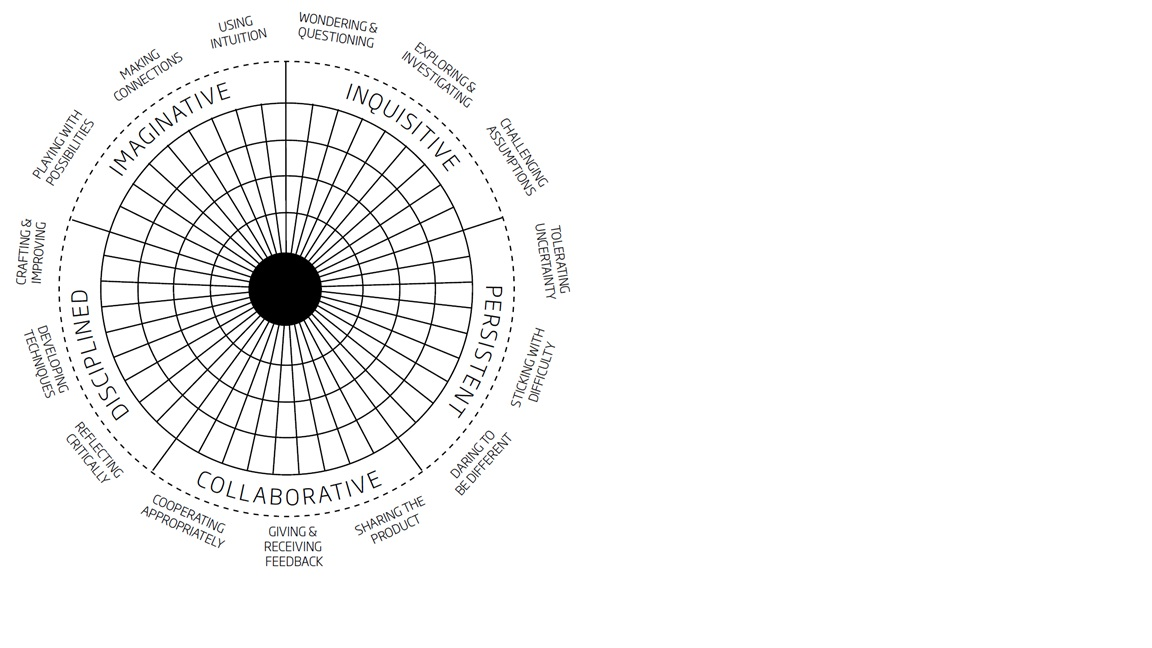 WONDERING &
QUESTIONING
EXPLORING &
INVESTIGATING
CHALLENGING
ASSUMPTIONS
INQUISITIVE
TOLERATING
UNCERTAINTY
STICKING WITH
DIFFICULTY
DARING TO
BE DIFFERENT
PERSISTENT
SHARING THE
PRODUCT
GIVING &
RECEIVING
FEEDBACK
COOPERATING
APPROPRIATELY
COLLABORATIVE
REFLECTING
CRITICALLY
DEVELOPING
TECHNIQUES
CRAFTING &
IMPROVING
DISCIPLINED
PLAYING WITH
POSSIBILITIES
MAKING
CONNECTIONS
USING
INTUITION
IMAGINATIVE